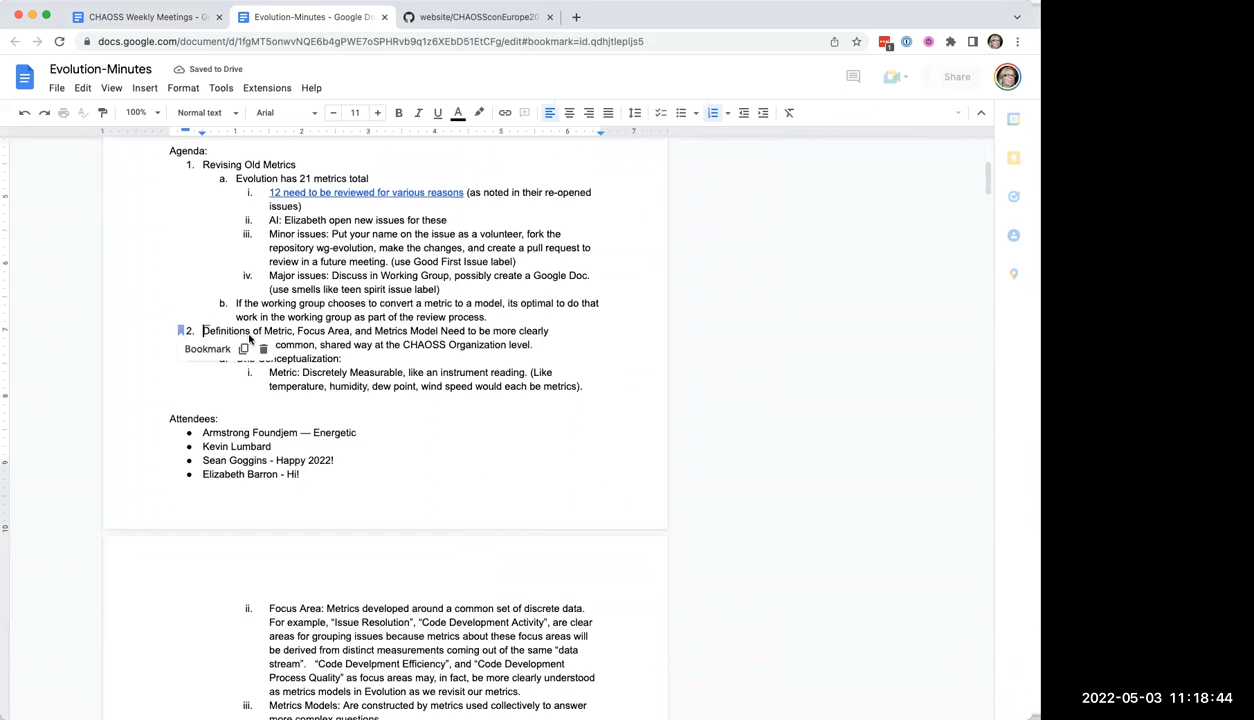 CHAOSS Weekly Meetings - G
Evolution-Minutes - Google Do
website/CHAOSSconEurope20
docs.google.com/document/d/1fgMT5onwvNQE6b4gPWE7oSPHRvb9q1z6XEbD51EtCFg/edit#bookmark=id.qdhjtlepljs5
Evolution-Minutes
Saved to Drive
File Edit View Insert Format Tools Extensions Help
Share
100% Normal text Arial 11
Agenda:
1. Revising Old Metrics
a. Evolution has 21 metrics total
i. 12 need to be reviewed for various reasons (as noted in their re-opened
issues)
ii. AI: Elizabeth open new issues for these
iii. Minor issues: Put your name on the issue as a volunteer, fork the
repository wg-evolution, make the changes, and create a pull request to
review in a future meeting. (use Good First Issue label)
iv. Major issues: Discuss in Working Group, possibly create a Google Doc.
(use smells like teen spirit issue label)
b. If the working group chooses to convert a metric to a model, its optimal to do that
work in the working group as part of the review process.
2. Definitions of Metric, Focus Area, and Metrics Model Need to be more clearly
common, shared way at the CHAOSS Organization level.
Bookmark
Conceptualization:
i. Metric: Discretely Measurable, like an instrument reading. (Like
temperature, humidity, dew point, wind speed would each be metrics).
Attendees:
● Armstrong Foundjem — Energetic
● Kevin Lumbard
● Sean Goggins - Happy 2022!
● Elizabeth Barron - Hi!
ii. Focus Area: Metrics developed around a common set of discrete data.
For example, “Issue Resolution”, “Code Development Activity”, are clear
areas for grouping issues because metrics about these focus areas will
be derived from distinct measurements coming out of the same “data
stream”. “Code Develpment Efficiency”, and “Code Development
Process Quality” as focus areas may, in fact, be more clearly understood
as metrics models in Evolution as we revisit our metrics.
iii. Metrics Models: Are constructed by metrics used collectively to answer
more complex questions.
2022-05-03 11:18:44